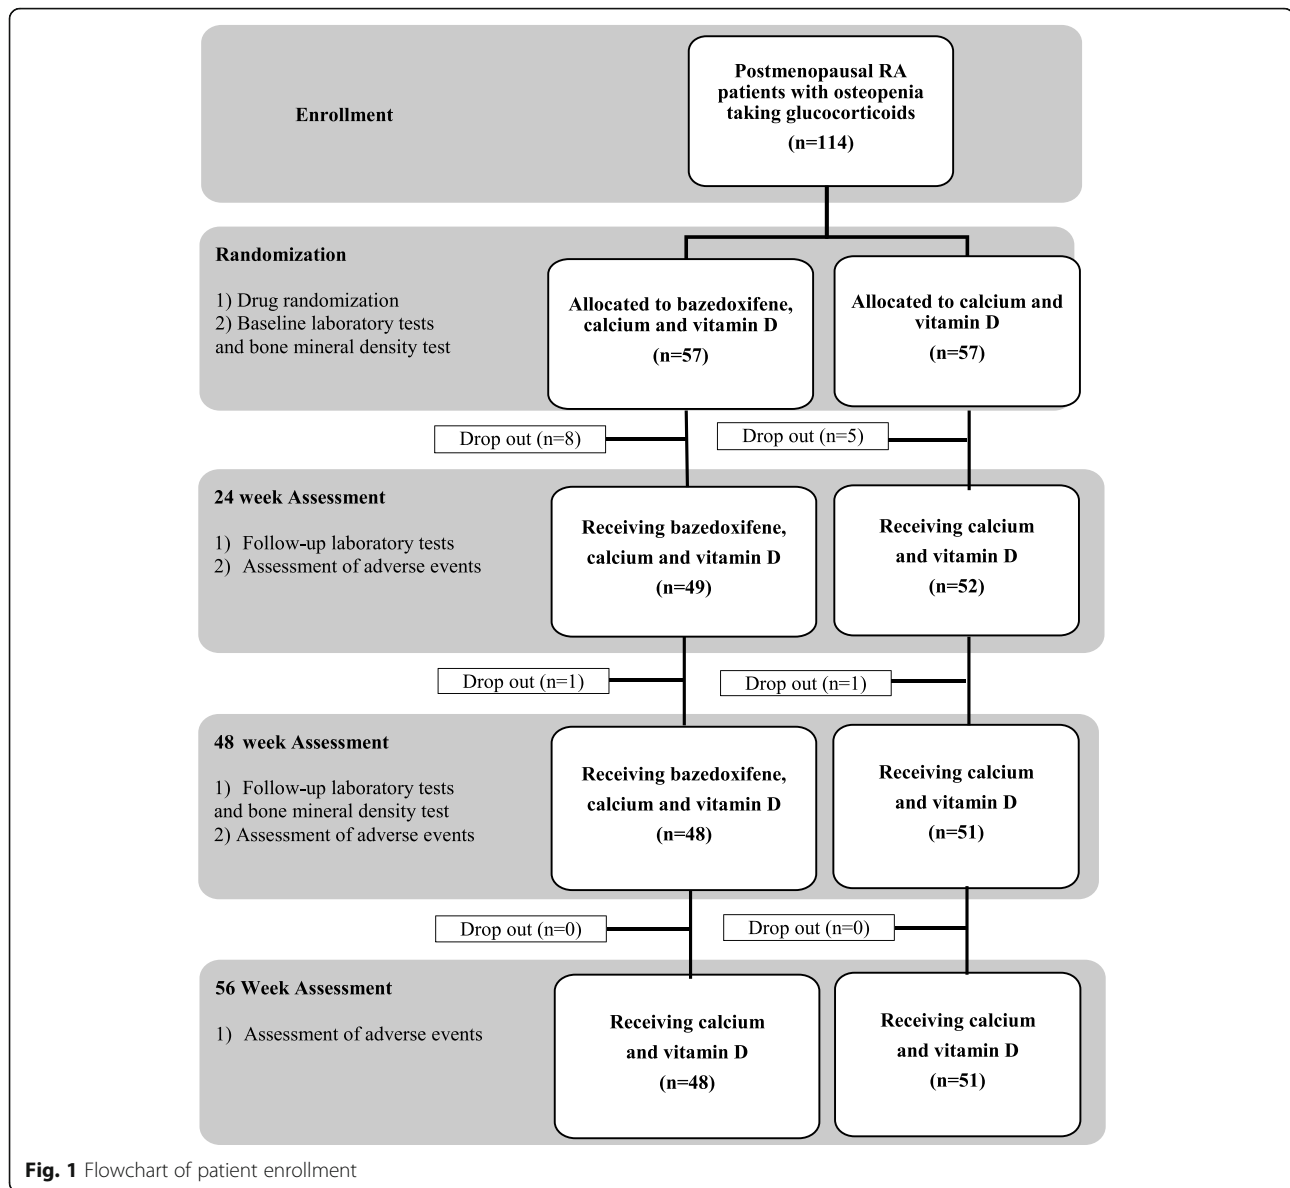 Enrollment
Postmenopausal RA
patients with osteopenia
taking glucocorticoids
(n=114)
Randomization
1) Drug randomization
2) Baseline laboratory tests
and bone mineral density test
Allocated to bazedoxifene,
calcium and vitamin D
(n=57)
Allocated to calcium and
vitamin D
(n=57)
Drop out (n=8)
Drop out (n=5)
24 week Assessment
1) Follow-up laboratory tests
2) Assessment of adverse events
Receiving bazedoxifene,
calcium and vitamin D
(n=49)
Receiving calcium
and vitamin D
(n=52)
Drop out (n=1)
Drop out (n=1)
48 week Assessment
1) Follow-up laboratory tests
and bone mineral density test
2) Assessment of adverse events
Receiving bazedoxifene,
calcium and vitamin D
(n=48)
Receiving calcium
and vitamin D
(n=51)
Drop out (n=0)
Drop out (n=0)
56 Week Assessment
1) Assessment of adverse events
Receiving calcium
and vitamin D
(n=48)
Receiving calcium
and vitamin D
(n=51)
Fig. 1 Flowchart of patient enrollment